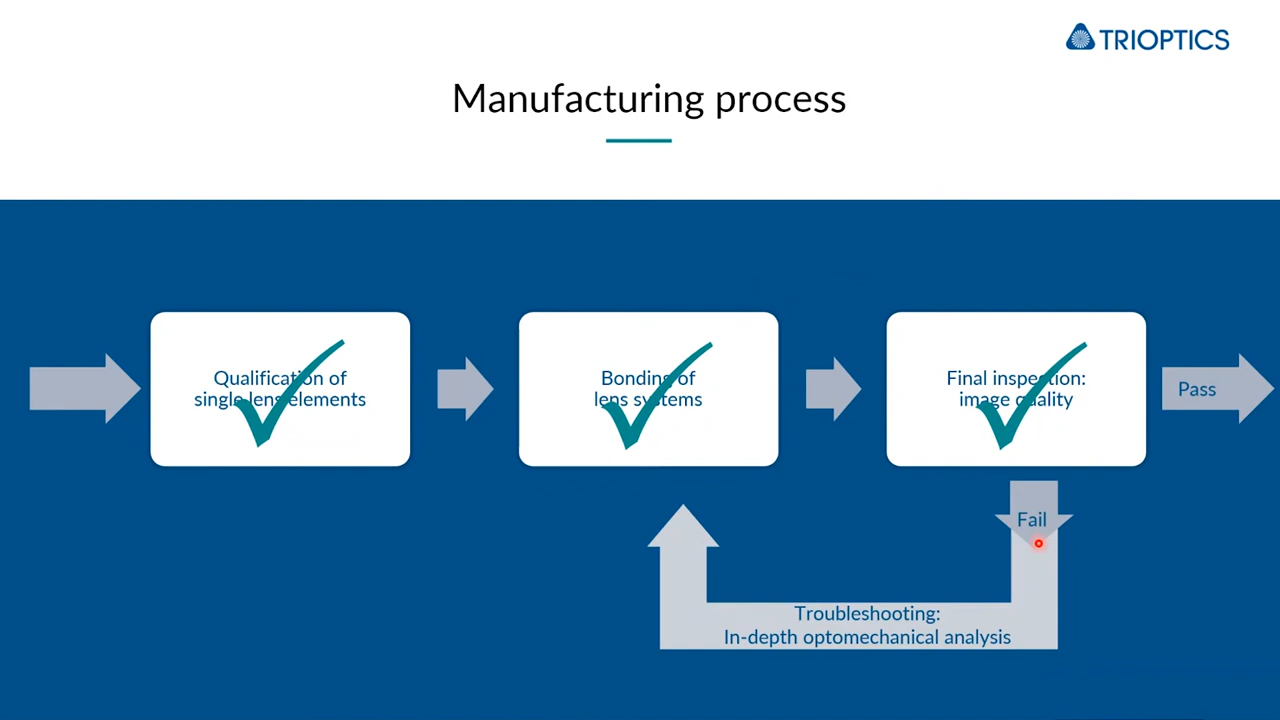 TRIOPTICS
Manufacturing process
Qualification of
single lens elements
Bonding of
lens systems
Final inspection:
image quality
Pass
Fail
Troubleshooting:
In-depth optomechanical analysis